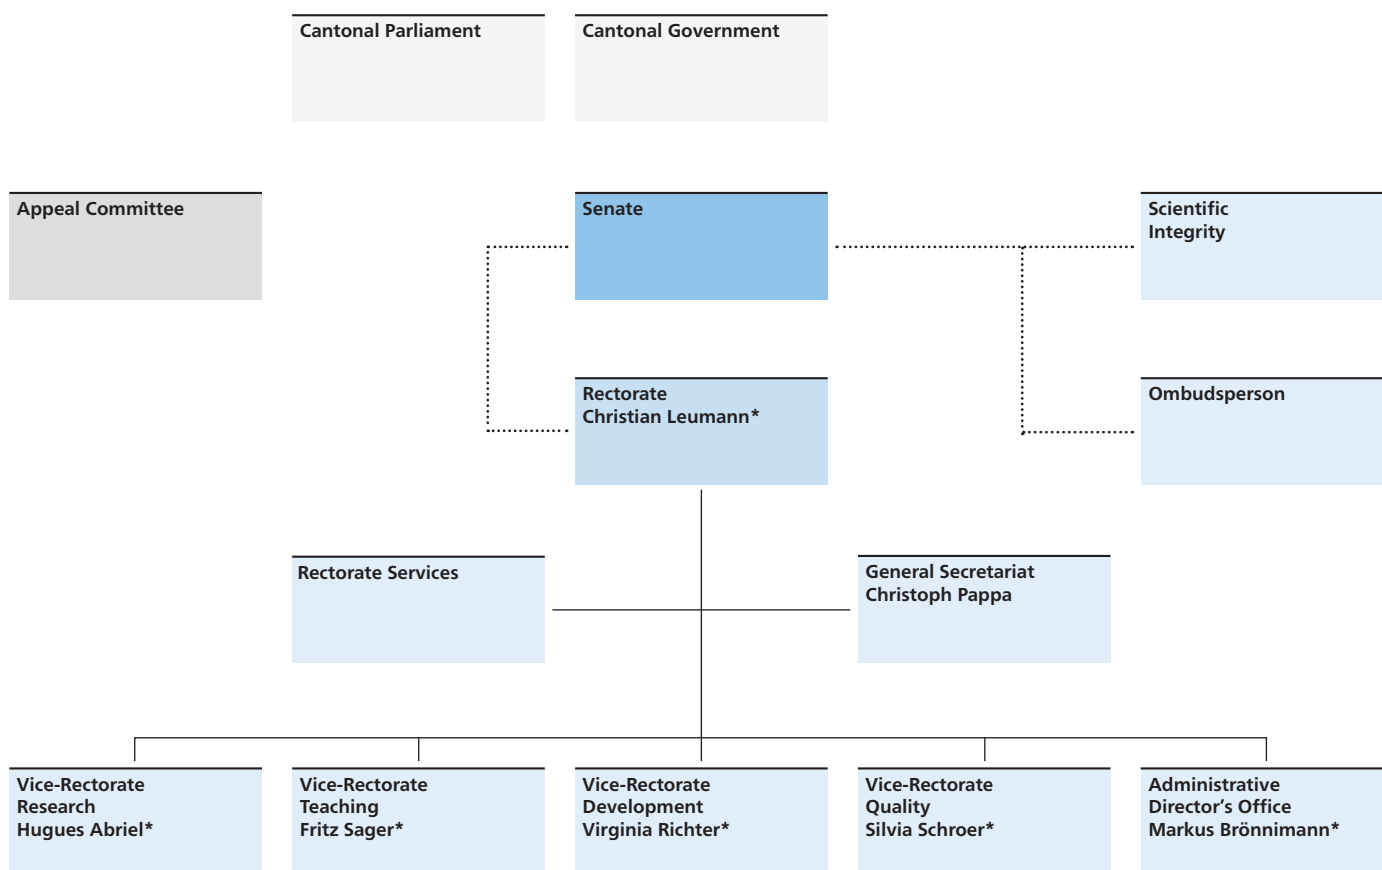 Cantonal Parliament
Cantonal Government
Appeal Committee
Senate
Scientific
Integrity
Rectorate
Christian Leumann*
Ombudsperson
Rectorate Services
General Secretariat
Christoph Pappa
Vice-Rectorate
Research
Hugues Abriel*
Vice-Rectorate
Teaching
Fritz Sager*
Vice-Rectorate
Development
Virginia Richter*
Vice-Rectorate
Quality
Silvia Schroer*
Administrative
Director’s Office
Markus Brönnimann*